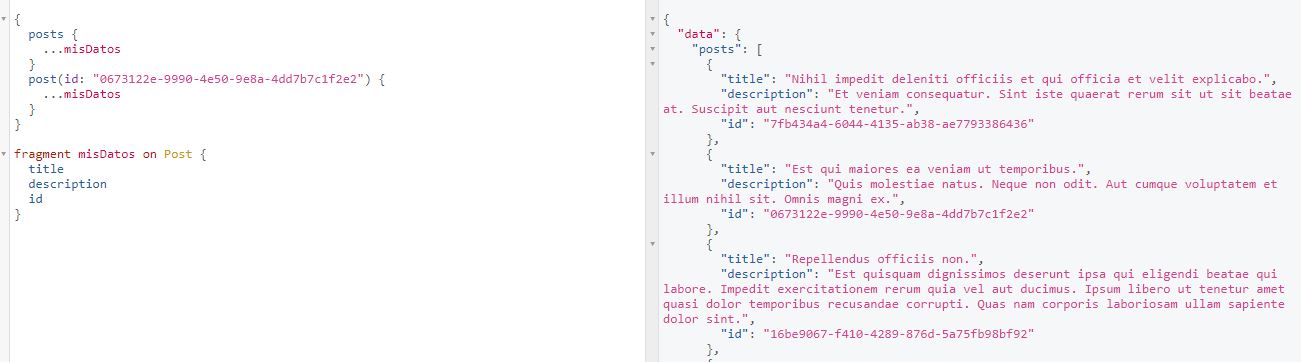 {
  posts {
    ...misDatos
  }
  post(id: "0673122e-9990-4e50-9e8a-4dd7b7c1f2e2") {
    ...misDatos
  }
}

fragment misDatos on Post {
  title
  description
  id
}

{
  "data": {
    "posts": [
      {
        "title": "Nihil impedit deleniti officiis et qui officia et velit explicabo.",
        "description": "Et veniam consequatur. Sint iste quaerat rerum sit ut sit beatae
at. Suscipit aut nesciunt tenetur.",
        "id": "7fb434a4-6044-4135-ab38-ae7793386436"
      },
      {
        "title": "Est qui maiores ea veniam ut temporibus.",
        "description": "Quis molestiae natus. Neque non odit. Aut cumque voluptatem et
illum nihil sit. Omnis magni ex.",
        "id": "0673122e-9990-4e50-9e8a-4dd7b7c1f2e2"
      },
      {
        "title": "Repellendus officiis non.",
        "description": "Est quisquam dignissimos deserunt ipsa qui eligendi beatae qui
labore. Impedit exercitationem rerum quia vel aut ducimus. Ipsum libero ut tenetur amet
quasi dolor temporibus recusandae corrupti. Quas nam corporis laboriosam ullam sapiente
dolor sint.",
        "id": "16be9067-f410-4289-876d-5a75fb98bf92"
      },